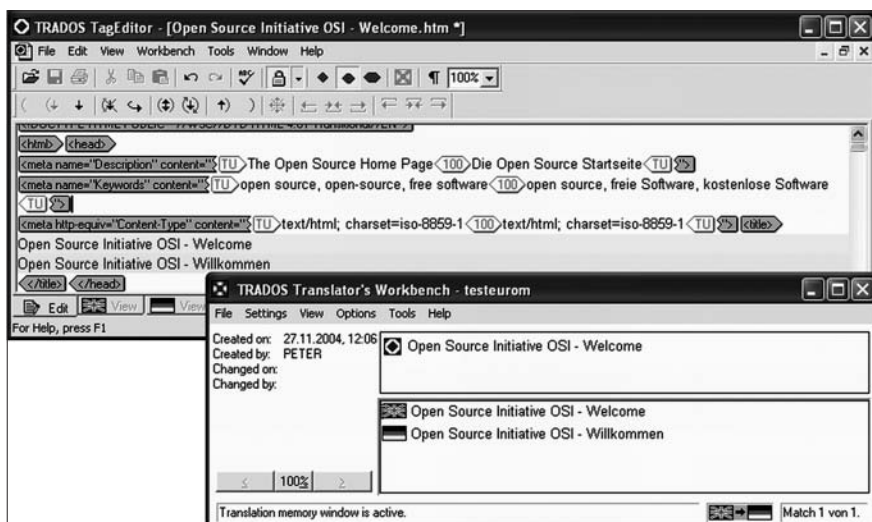 TRADOS TagEditor - [Open Source Initiative OSI - Welcome.htm *]
File Edit View Workbench Tools Window Help
100%
<html> <head>
<meta name="Description" content=" TU The Open Source Home Page 100 Die Open Source Startseite TU ">
<meta name="Keywords" content=" TU open source, open-source, free software 100 open source, freie Software, kostenlose Software
TU ">
<meta http-equiv="Content-Type" content=" TU text/html; charset=iso-8859-1 100 text/html; charset=iso-8859-1 TU "> <title>
Open Source Initiative OSI - Welcome
Open Source Initiative OSI - Willkommen
</title> </head>
Edit View View
For Help, press F1
TRADOS Translator's Workbench - testeurom
File Settings View Options Tools Help
Created on: 27.11.2004, 12:06
Created by: PETER
Changed on:
Changed by:
Open Source Initiative OSI - Welcome
Open Source Initiative OSI - Welcome
Open Source Initiative OSI - Willkommen
< 100% >
Translation memory window is active.
Match 1 von 1.